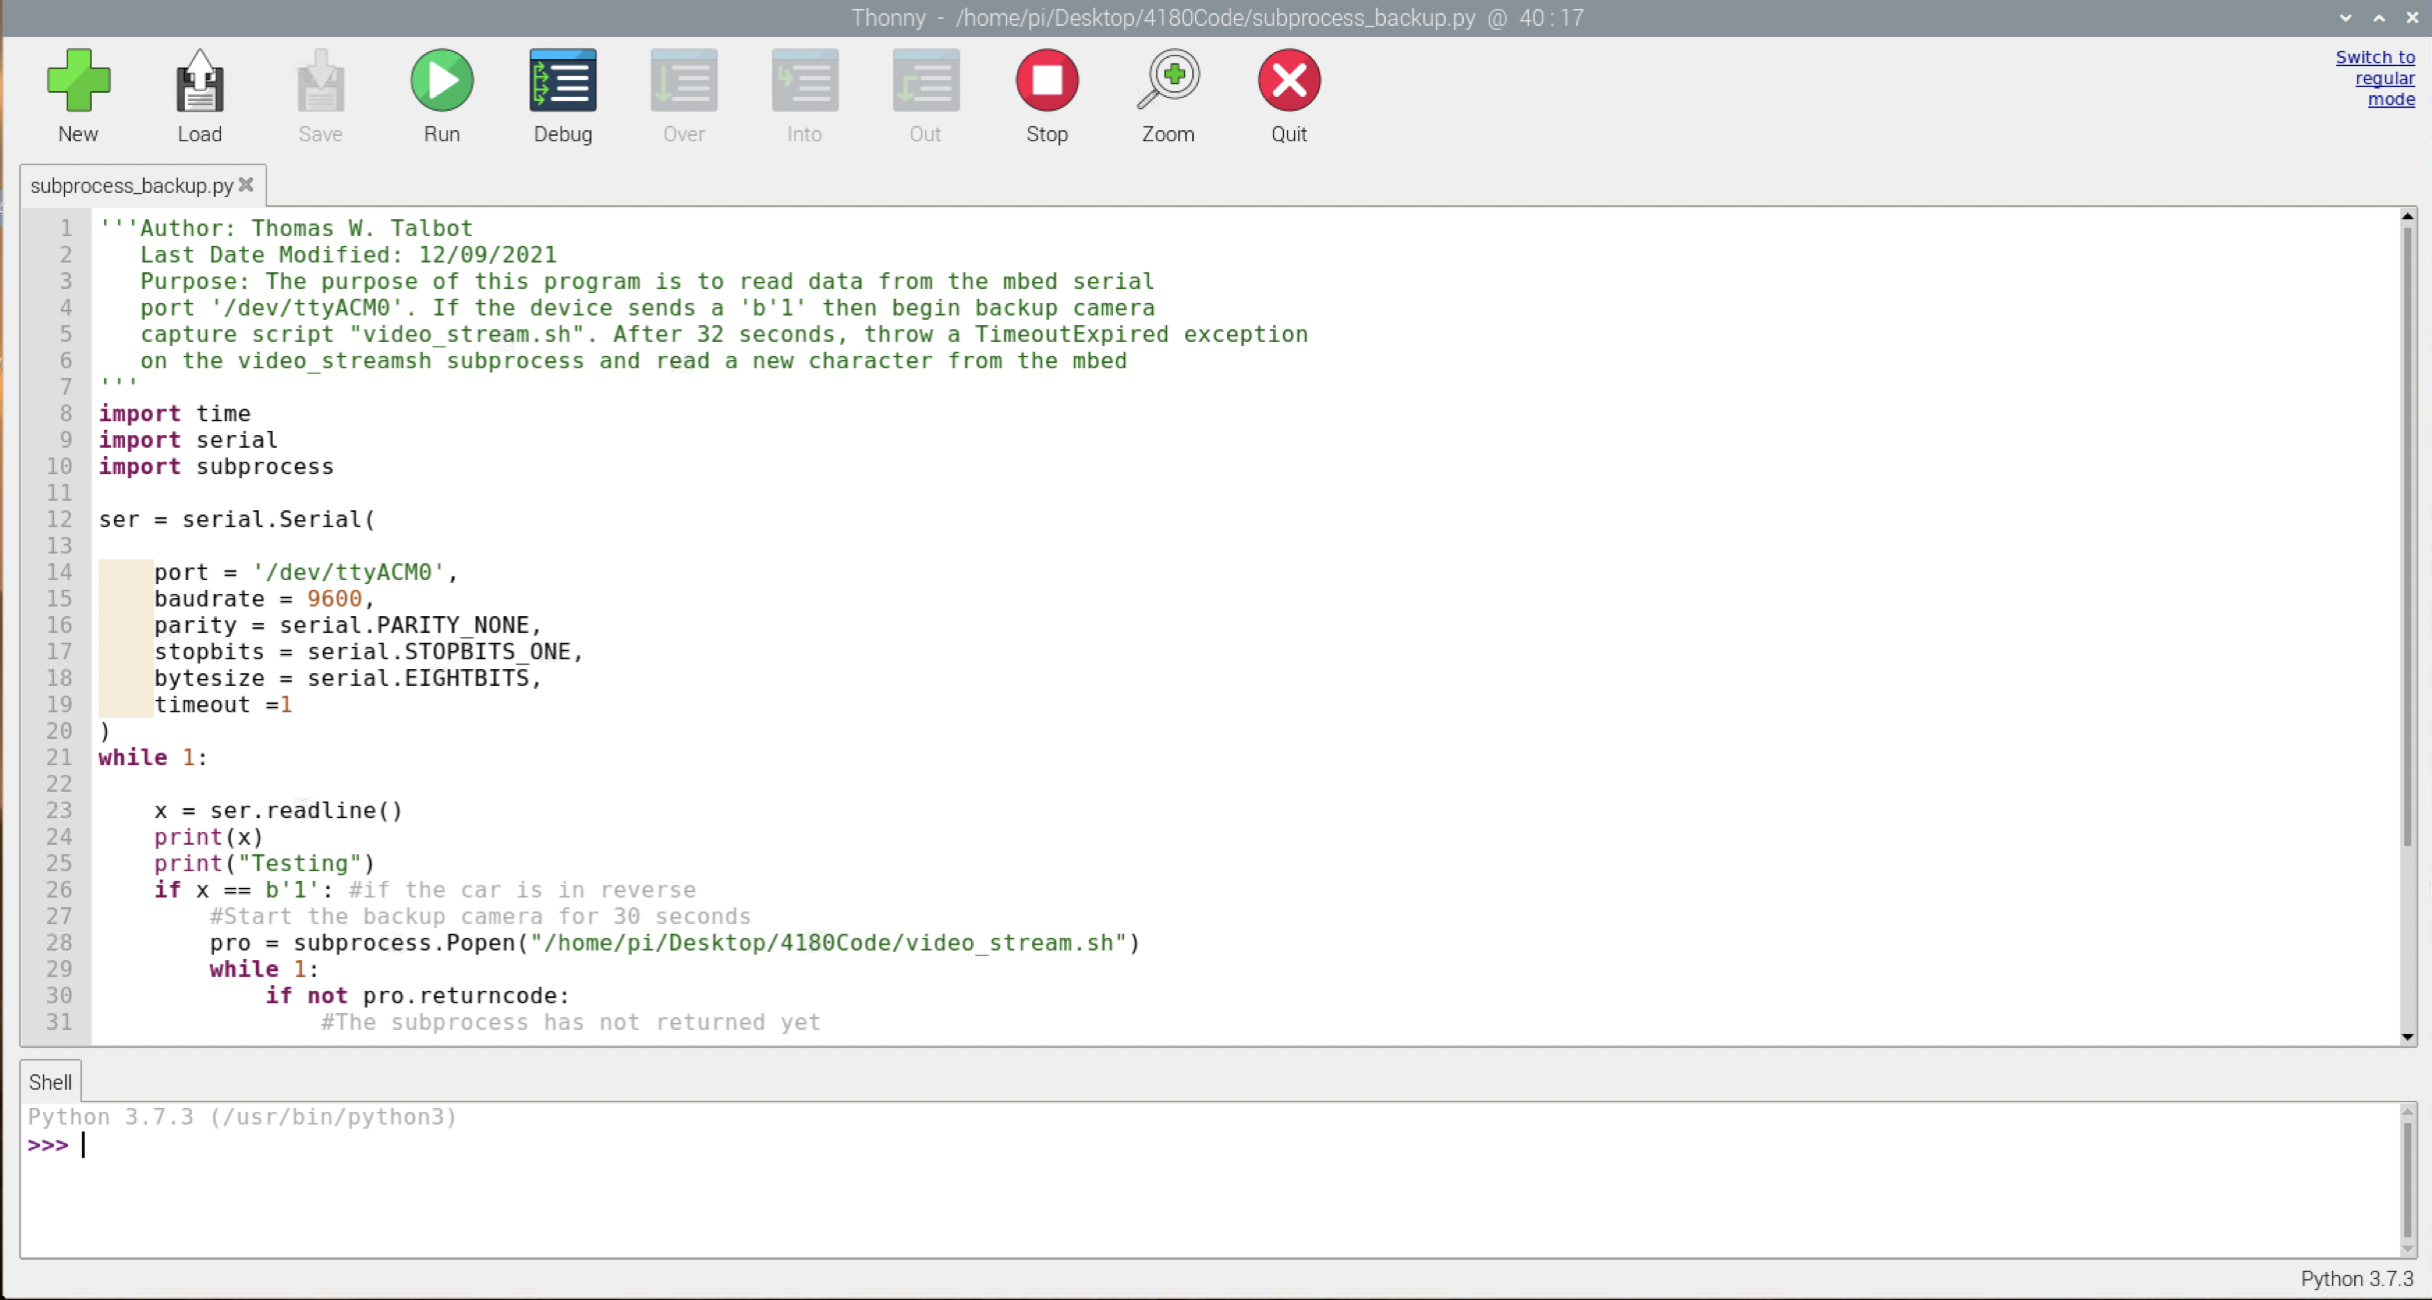 Thonny - /home/pi/Desktop/4180Code/subprocess_backup.py @ 40:17
New Load Save Run Debug Over Into Out Stop Zoom Quit
Switch to
regular
mode
subprocess_backup.py
1 '''Author: Thomas W. Talbot
2    Last Date Modified: 12/09/2021
3    Purpose: The purpose of this program is to read data from the mbed serial
4    port '/dev/ttyACM0'. If the device sends a 'b'1' then begin backup camera
5    capture script "video_stream.sh". After 32 seconds, throw a TimeoutExpired exception
6    on the video_streamsh subprocess and read a new character from the mbed
7 '''
8 import time
9 import serial
10 import subprocess
11
12 ser = serial.Serial(
13
14     port = '/dev/ttyACM0',
15     baudrate = 9600,
16     parity = serial.PARITY_NONE,
17     stopbits = serial.STOPBITS_ONE,
18     bytesize = serial.EIGHTBITS,
19     timeout =1
20 )
21 while 1:
22
23     x = ser.readline()
24     print(x)
25     print("Testing")
26     if x == b'1': #if the car is in reverse
27         #Start the backup camera for 30 seconds
28         pro = subprocess.Popen("/home/pi/Desktop/4180Code/video_stream.sh")
29         while 1:
30             if not pro.returncode:
31                 #The subprocess has not returned yet
Shell
Python 3.7.3 (/usr/bin/python3)
>>>
Python 3.7.3